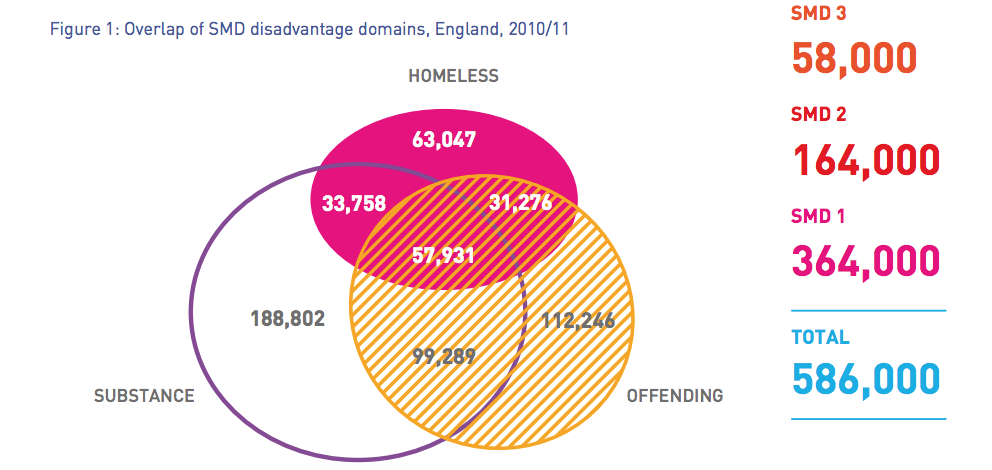 Figure 1: Overlap of SMD disadvantage domains, England, 2010/11
HOMELESS
63,047
33,758
31,276
57,931
188,802
112,246
99,289
SUBSTANCE
OFFENDING
SMD 3
58,000
SMD 2
164,000
SMD 1
364,000
TOTAL
586,000